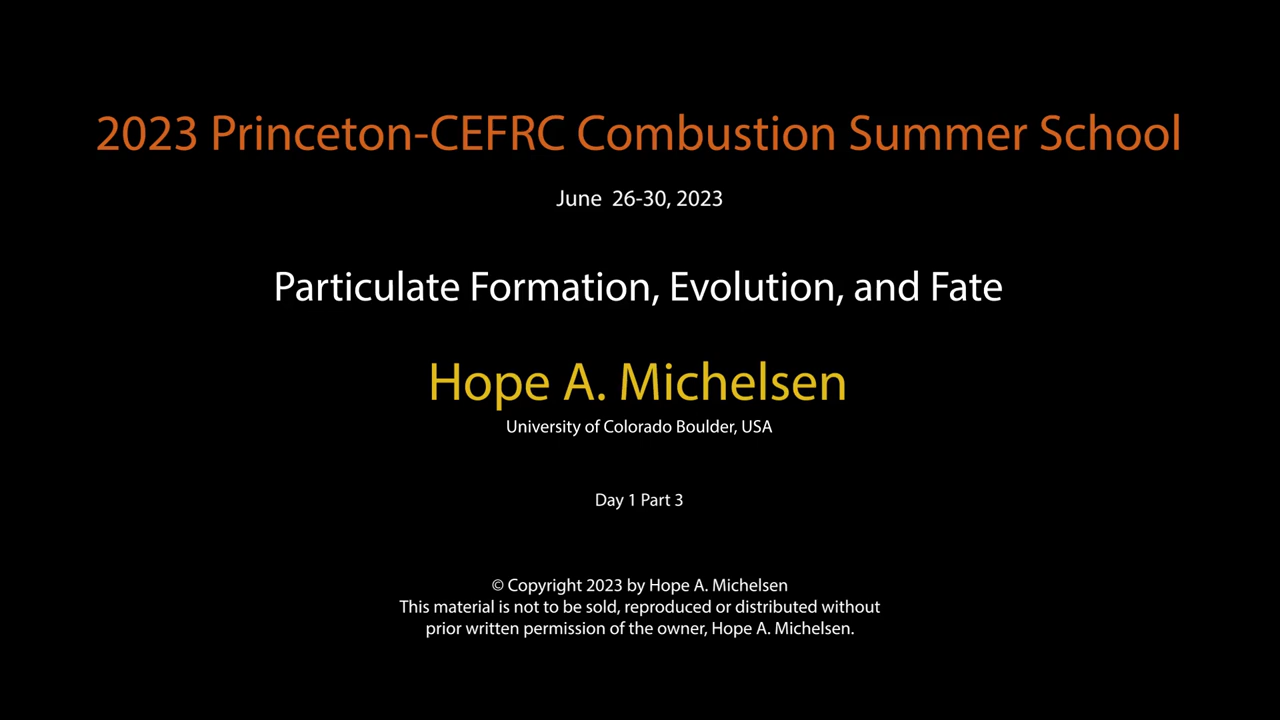 2023 Princeton-CEFRC Combustion Summer School
June 26-30, 2023
Particulate Formation, Evolution, and Fate
Hope A. Michelsen
University of Colorado Boulder, USA
Day 1 Part 3
© Copyright 2023 by Hope A. Michelsen
This material is not to be sold, reproduced or distributed without
prior written permission of the owner, Hope A. Michelsen.